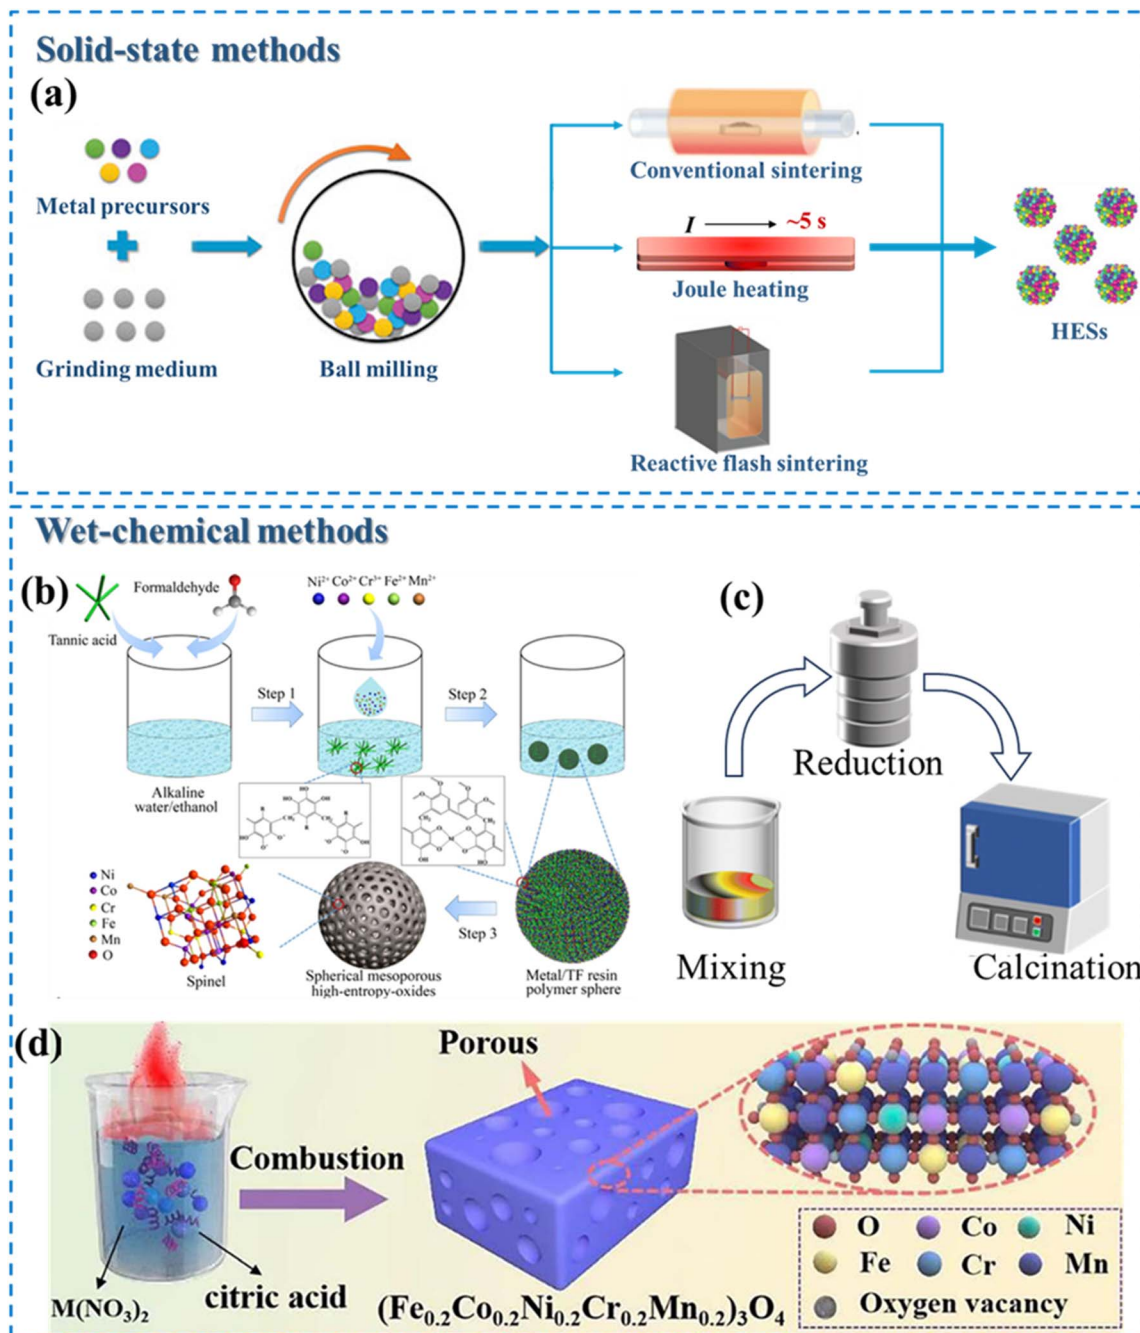 Solid-state methods
(a)
Metal precursors
Grinding medium
Ball milling
Conventional sintering
I
~5 s
Joule heating
Reactive flash sintering
HESs
Wet-chemical methods
(b)
Formaldehyde
Tannic acid
Ni²⁺ Co²⁺ Cr³⁺ Fe²⁺ Mn²⁺
Step 1
Step 2
Alkaline
water/ethanol
Ni
Co
Cr
Fe
Mn
O
Spinel
Spherical mesoporous
high-entropy-oxides
Step 3
Metal/TF resin
polymer sphere
(c)
Reduction
Mixing
Calcination
(d)
Porous
Combustion
M(NO₃)₂
citric acid
(Fe₀.₂Co₀.₂Ni₀.₂Cr₀.₂Mn₀.₂)₃O₄
O Co Ni
Fe Cr Mn
Oxygen vacancy